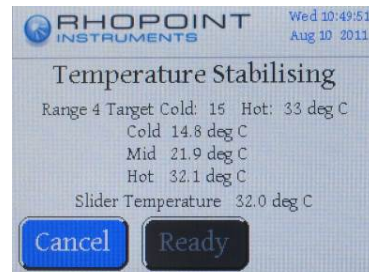 RHOPOINT
INSTRUMENTS
Wed 10:49:51
Aug 10 2011
Temperature Stabilising
Range 4 Target Cold: 15 Hot: 33 deg C
Cold 14.8 deg C
Mid 21.9 deg C
Hot 32.1 deg C
Slider Temperature 32.0 deg C
Cancel
Ready